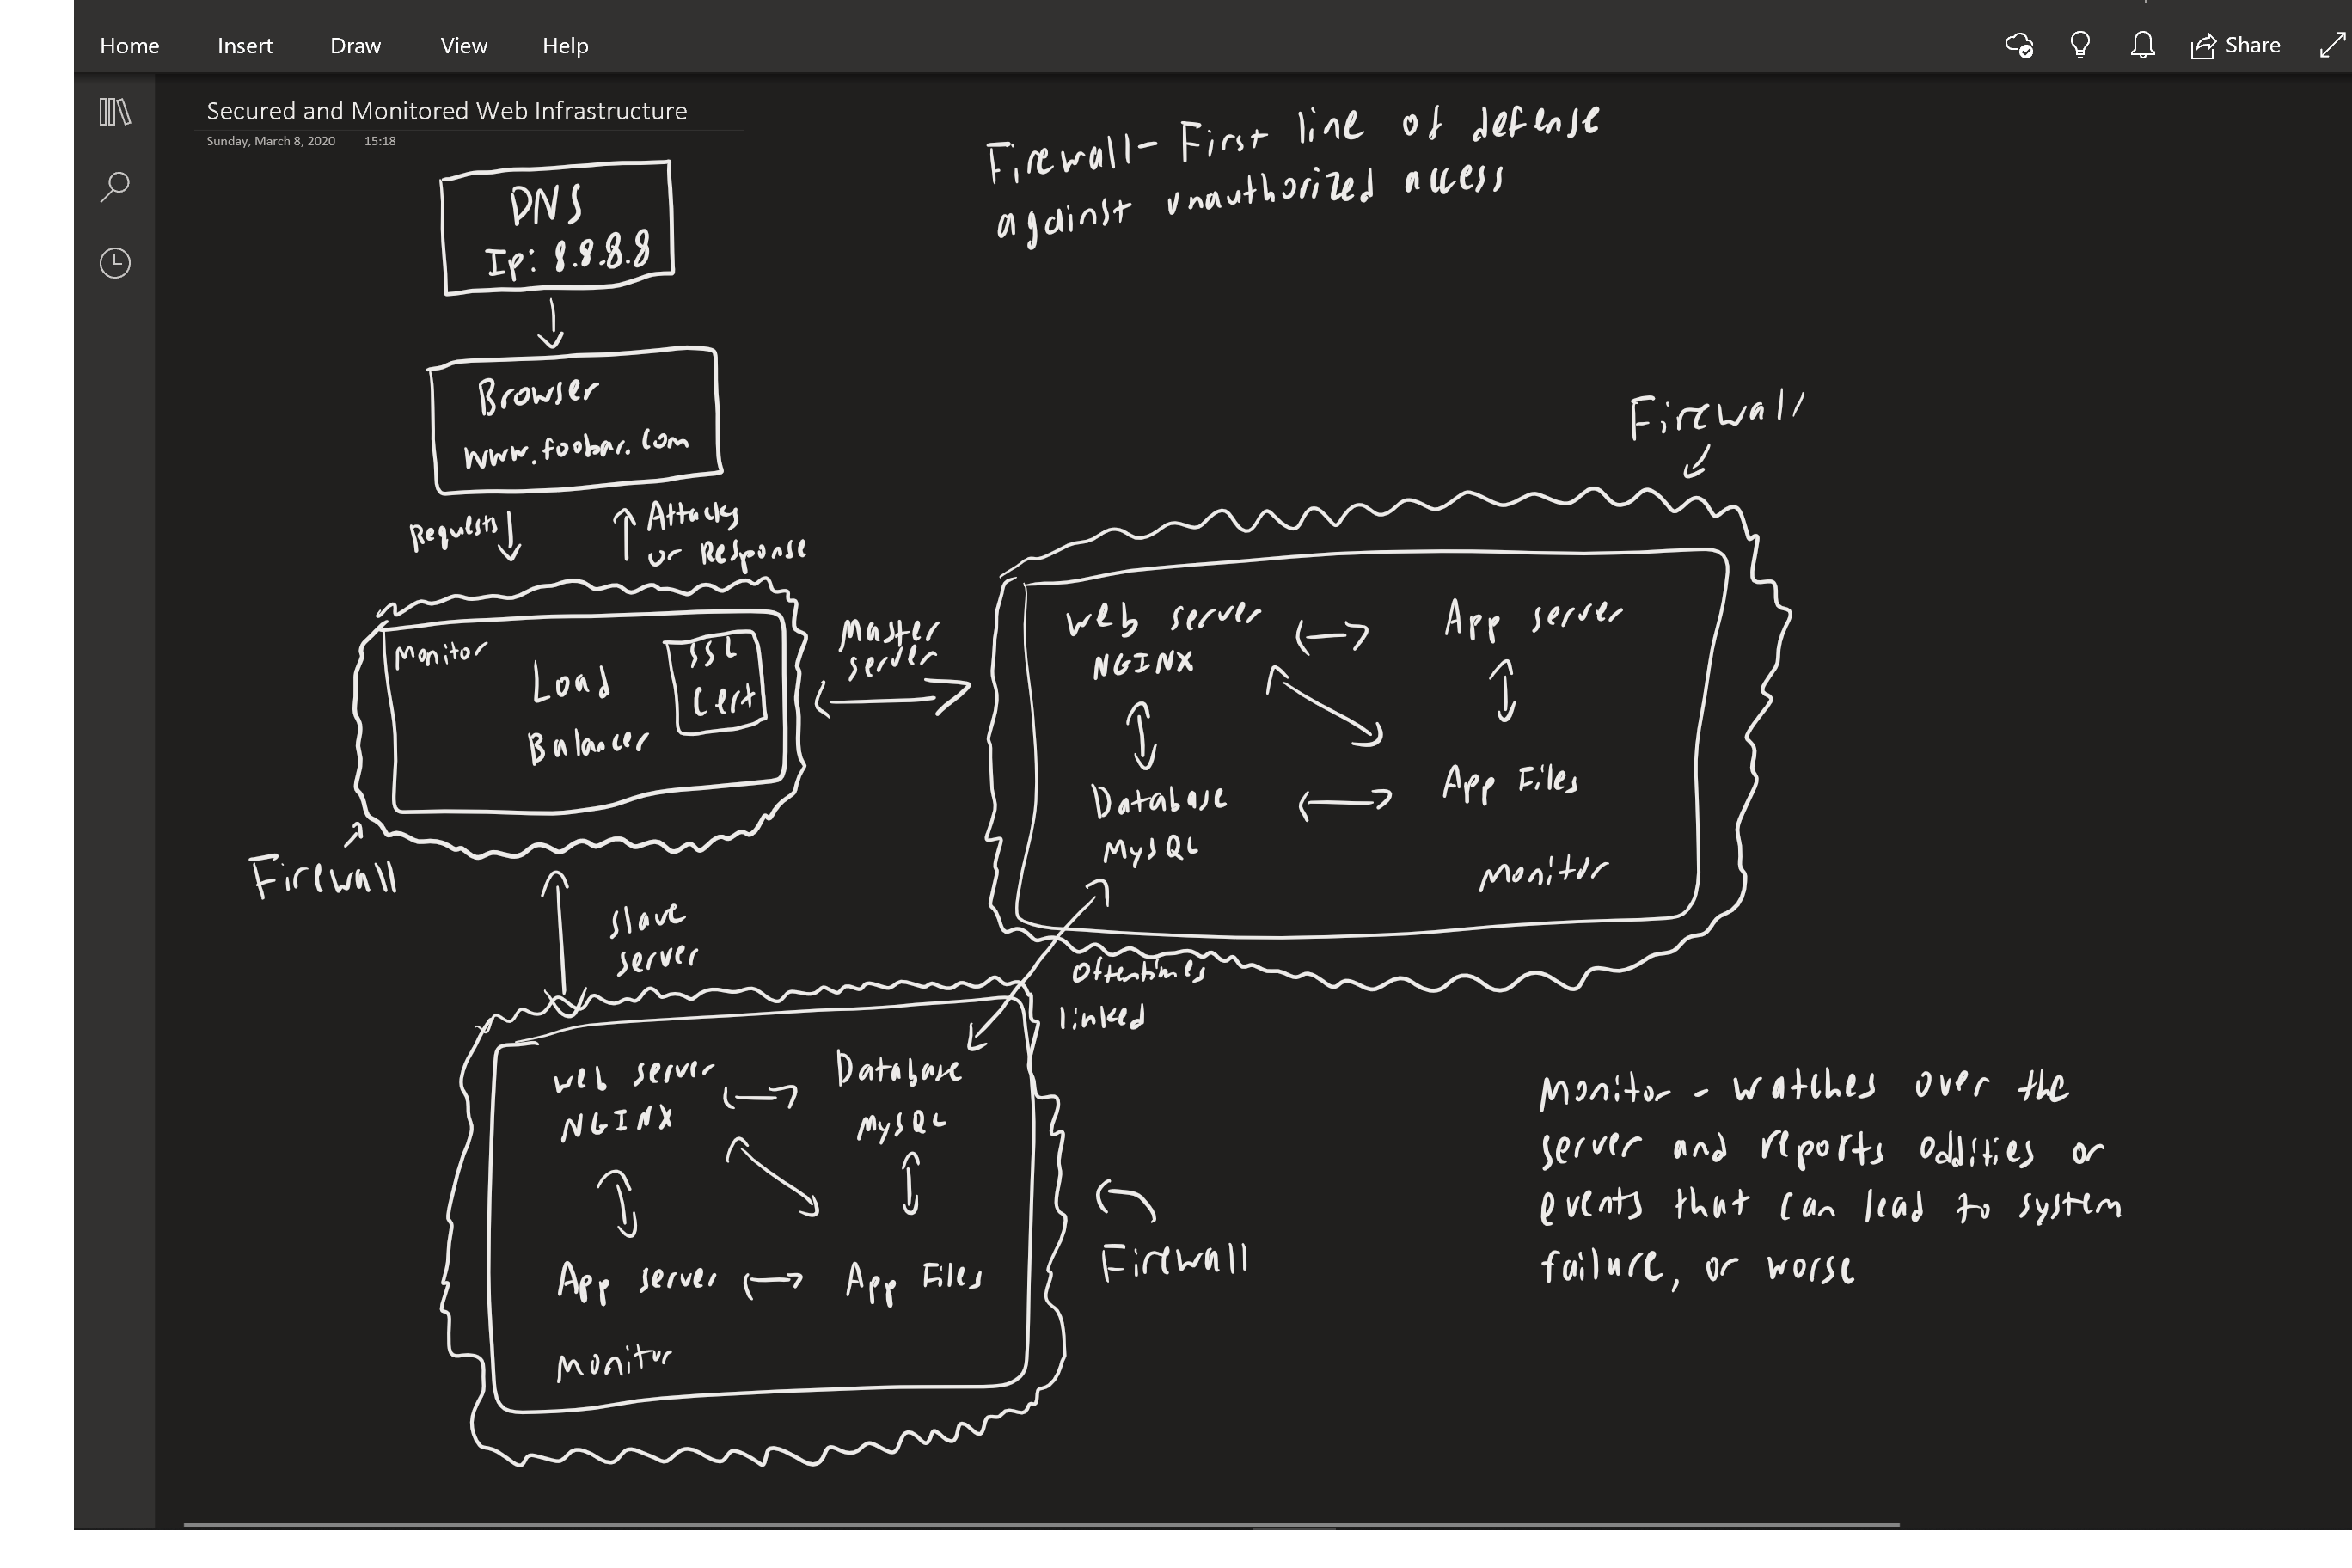 Home Insert Draw View Help
Share
Secured and Monitored Web Infrastructure
Sunday, March 8, 2020 15:18
Firewall - First line of defense
against unauthorized access
DNS
Ip: 8.8.8.8
Browser
www.foobar.com
Requests
Attacks
or Response
Firewall
Monitor
Load
Balancer
SSL
Cert
Master
server
web server
NGINX
App server
Database
MySQL
App Files
monitor
Firewall
slave
server
Oftentimes
linked
web server
NGINX
Database
MySQL
App server
App Files
monitor
Firewall
Monitor - watches over the
server and reports oddities or
events that can lead to system
failure, or worse